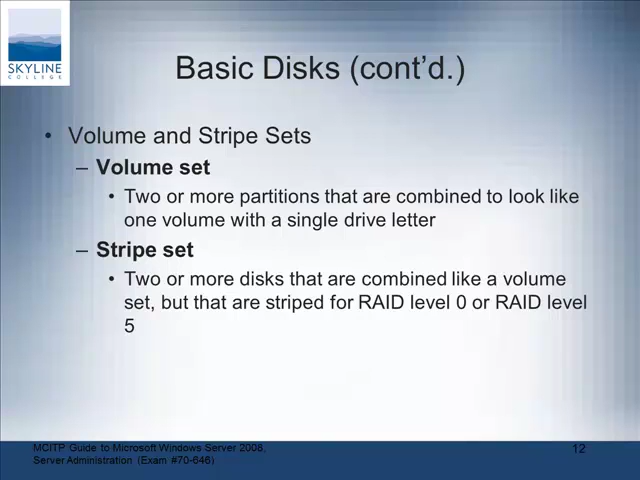 SKYLINE
COLLEGE
Basic Disks (cont’d.)
• Volume and Stripe Sets
– Volume set
• Two or more partitions that are combined to look like
one volume with a single drive letter
– Stripe set
• Two or more disks that are combined like a volume
set, but that are striped for RAID level 0 or RAID level
5
MCITP Guide to Microsoft Windows Server 2008,
Server Administration (Exam #70-646)
12